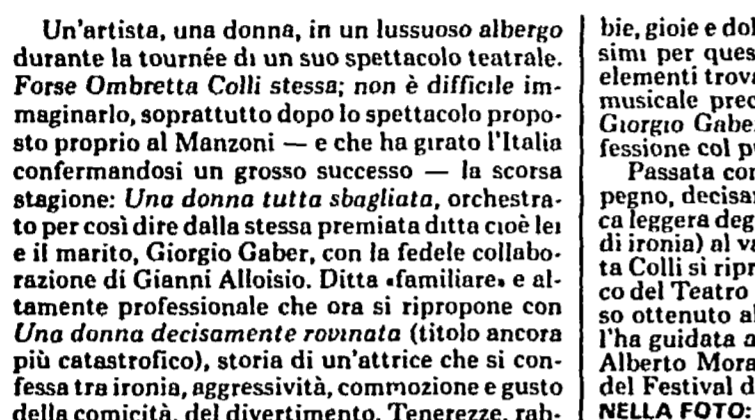 Un'artista, una donna, in un lussuoso albergo
durante la tournée di un suo spettacolo teatrale.
Forse Ombretta Colli stessa; non è difficile im-
maginarlo, soprattutto dopo lo spettacolo propo-
sto proprio al Manzoni — e che ha girato l'Italia
confermandosi un grosso successo — la scorsa
stagione: Una donna tutta sbagliata, orchestra-
to per così dire dalla stessa premiata ditta cioè lei
e il marito, Giorgio Gaber, con la fedele collabo-
razione di Gianni Alloisio. Ditta «familiare» e al-
tamente professionale che ora si ripropone con
Una donna decisamente rovinata (titolo ancora
più catastrofico), storia di un'attrice che si con-
fessa tra ironia, aggressività, commozione e gusto
della comicità, del divertimento. Tenerezze, rab-
bie, gioie e dol
simi per ques
elementi trova
musicale prec
Giorgio Gabe
fessione col p
Passata con
pegno, decisa
ca leggera deg
di ironia) al va
ta Colli si ripr
co del Teatro
so ottenuto al
l'ha guidata a
Alberto Mora
del Festival d
NELLA FOTO: